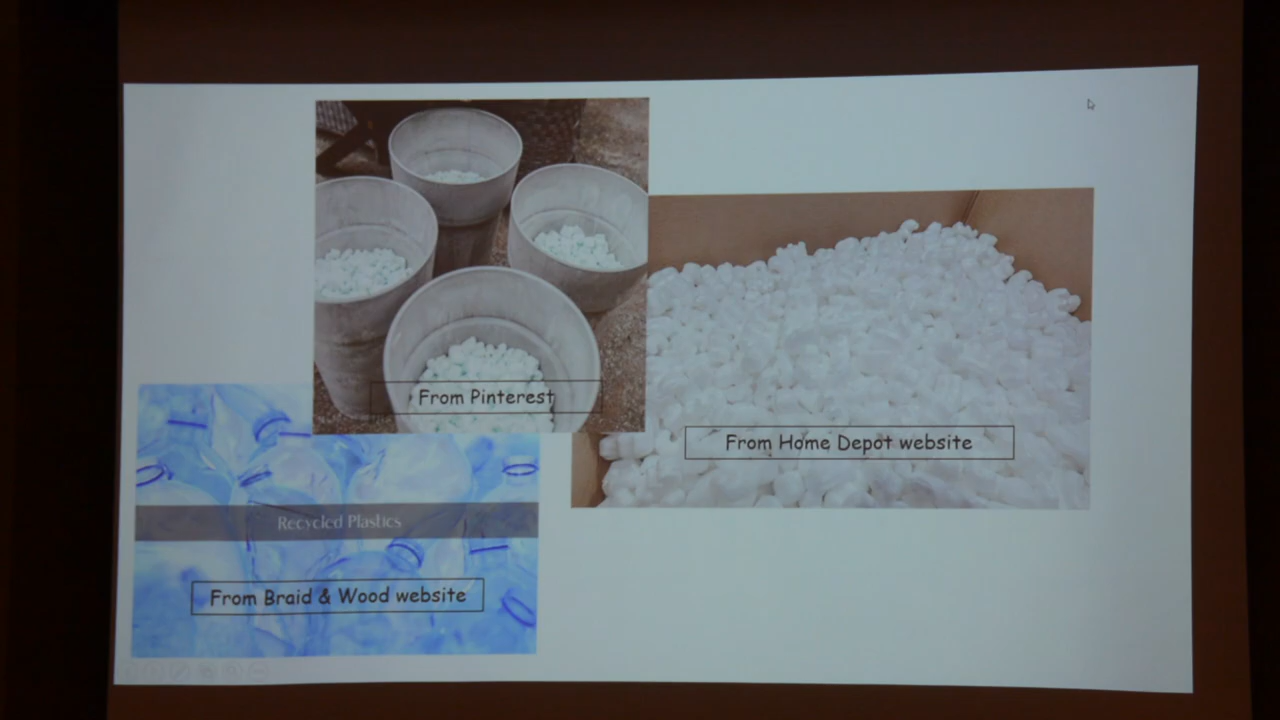 From Pinterest
From Home Depot website
Recycled Plastics
From Braid & Wood website